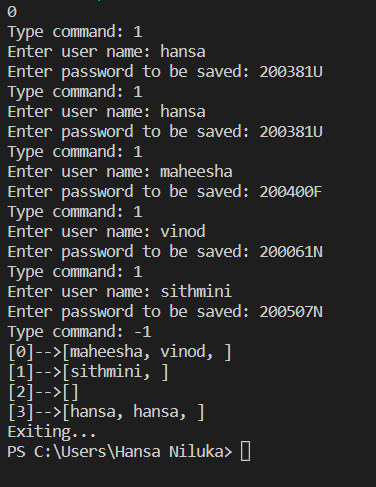 0
Type command: 1
Enter user name: hansa
Enter password to be saved: 200381U
Type command: 1
Enter user name: hansa
Enter password to be saved: 200381U
Type command: 1
Enter user name: maheesha
Enter password to be saved: 200400F
Type command: 1
Enter user name: vinod
Enter password to be saved: 200061N
Type command: 1
Enter user name: sithmini
Enter password to be saved: 200507N
Type command: -1
[0]-->[maheesha, vinod, ]
[1]-->[sithmini, ]
[2]-->[]
[3]-->[hansa, hansa, ]
Exiting...
PS C:\Users\Hansa Niluka>